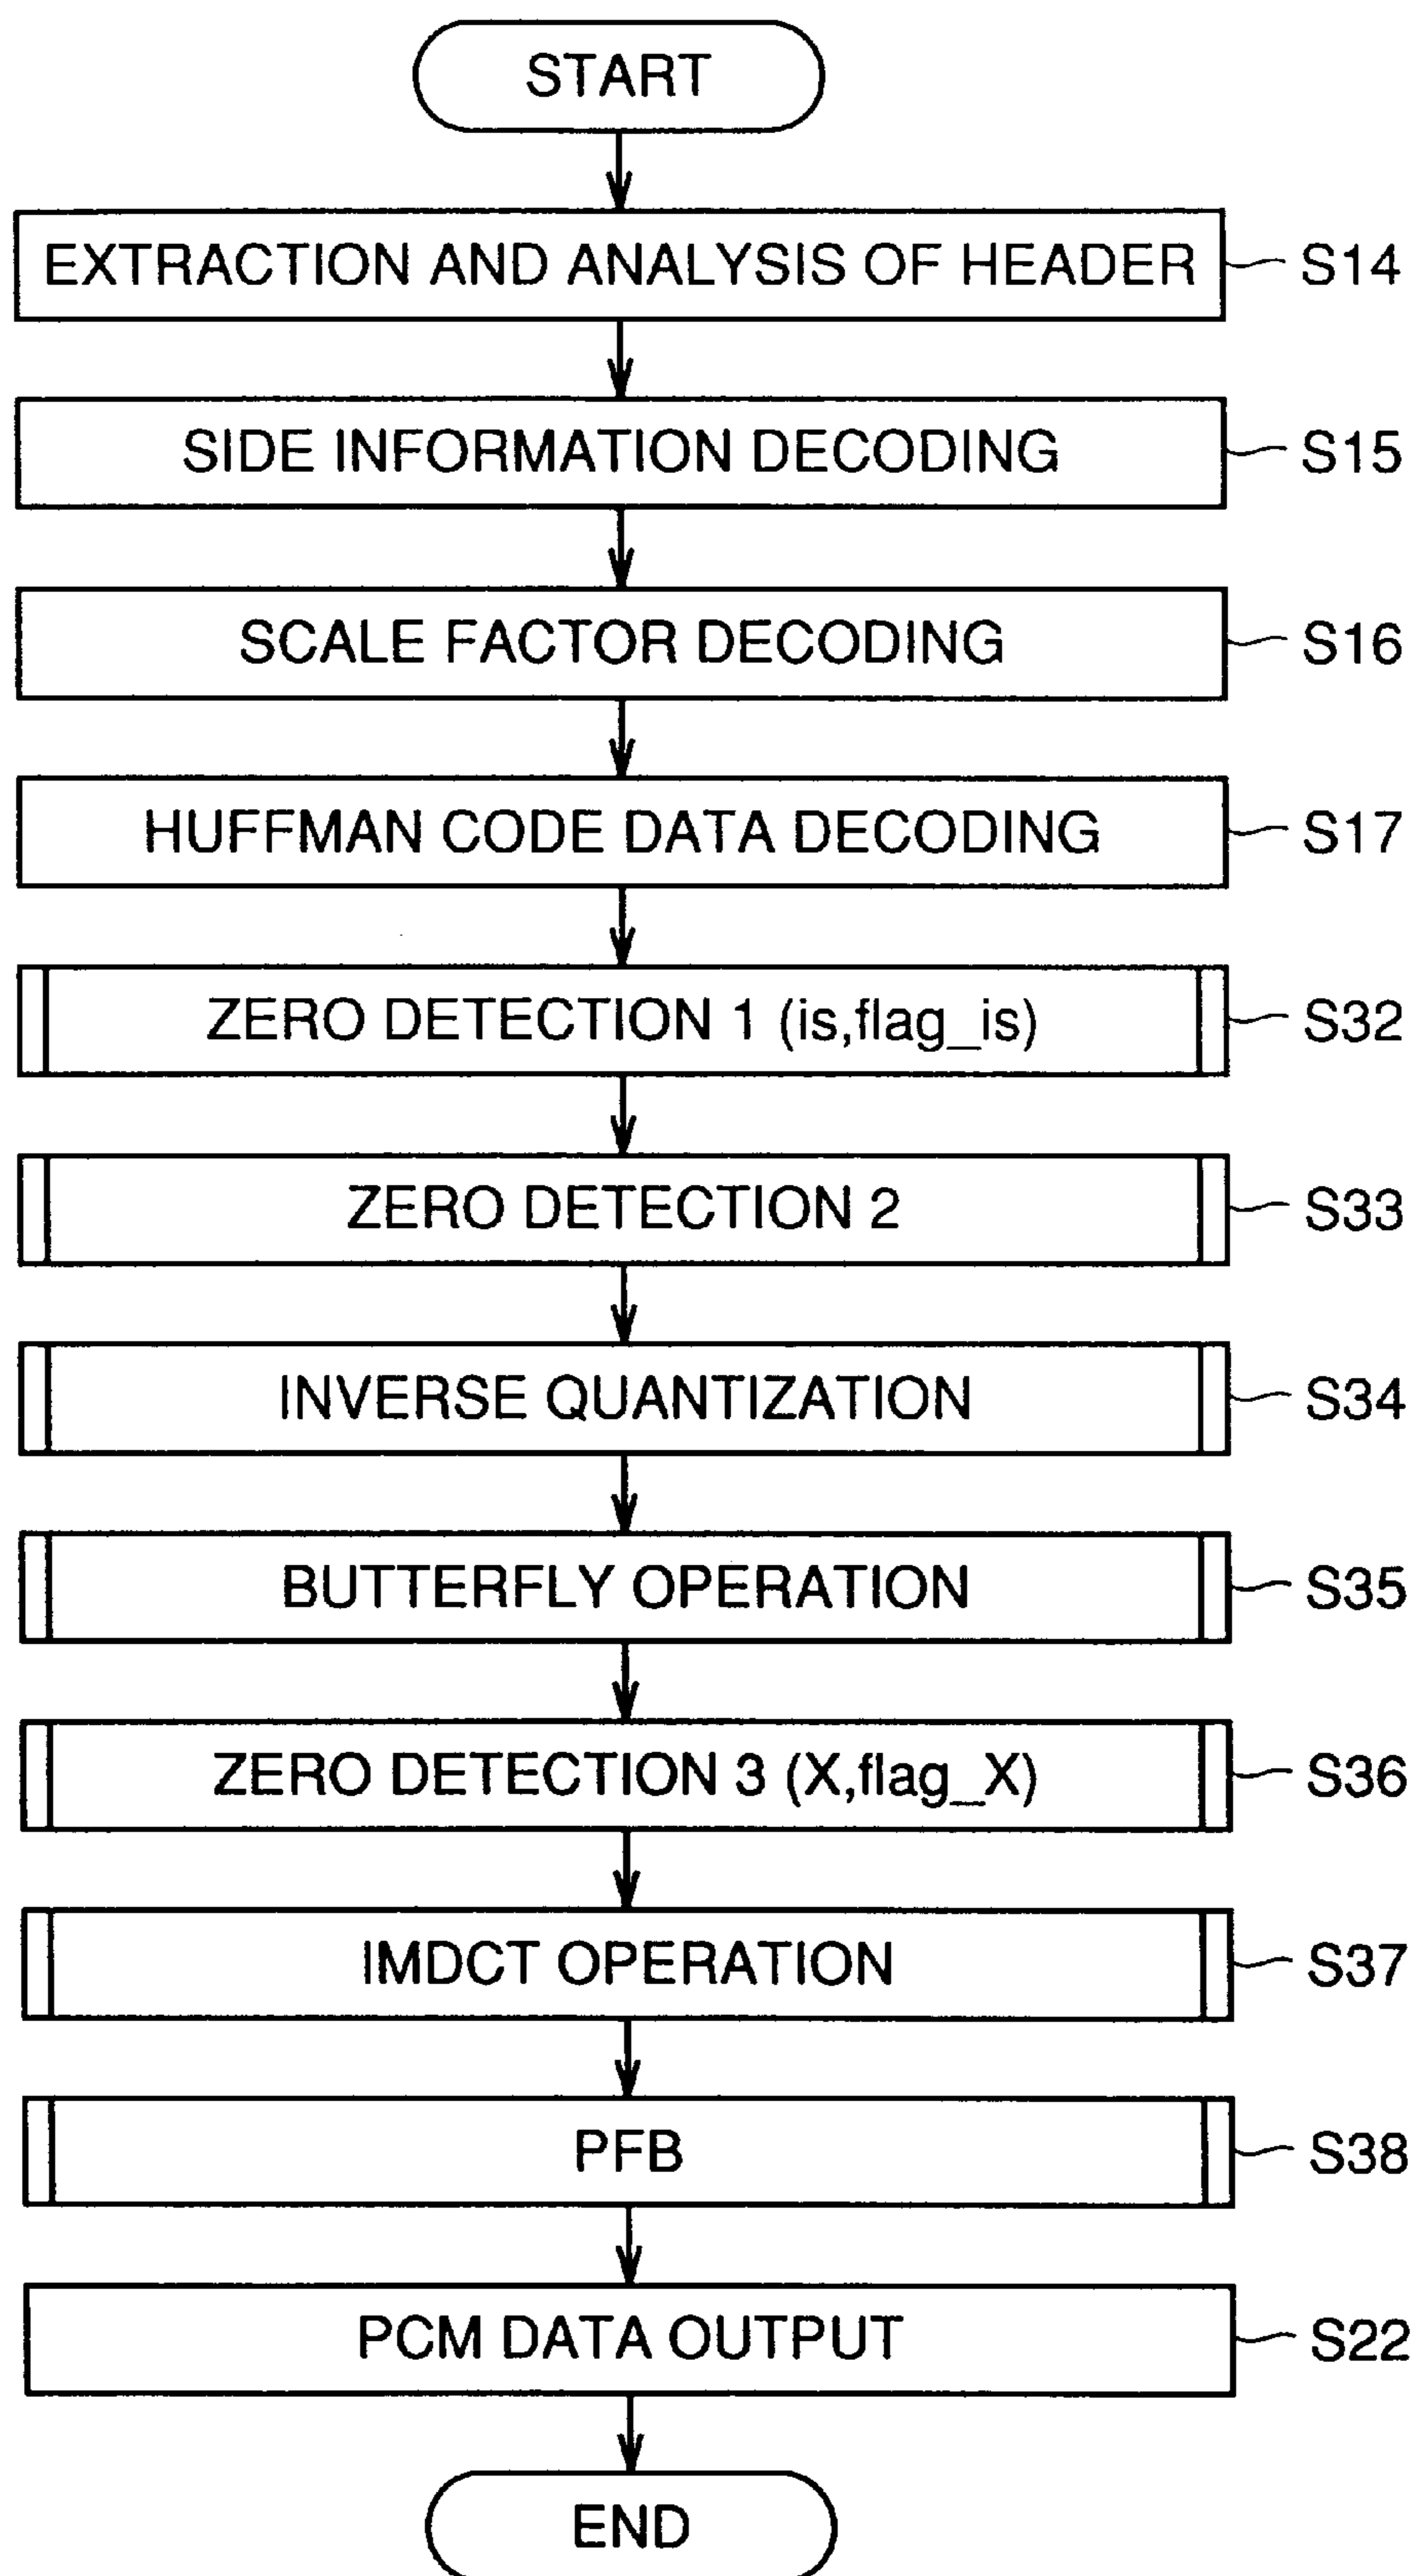 START
EXTRACTION AND ANALYSIS OF HEADER S14
SIDE INFORMATION DECODING S15
SCALE FACTOR DECODING S16
HUFFMAN CODE DATA DECODING S17
ZERO DETECTION 1 (is,flag_is) S32
ZERO DETECTION 2 S33
INVERSE QUANTIZATION S34
BUTTERFLY OPERATION S35
ZERO DETECTION 3 (X,flag_X) S36
IMDCT OPERATION S37
PFB S38
PCM DATA OUTPUT S22
END